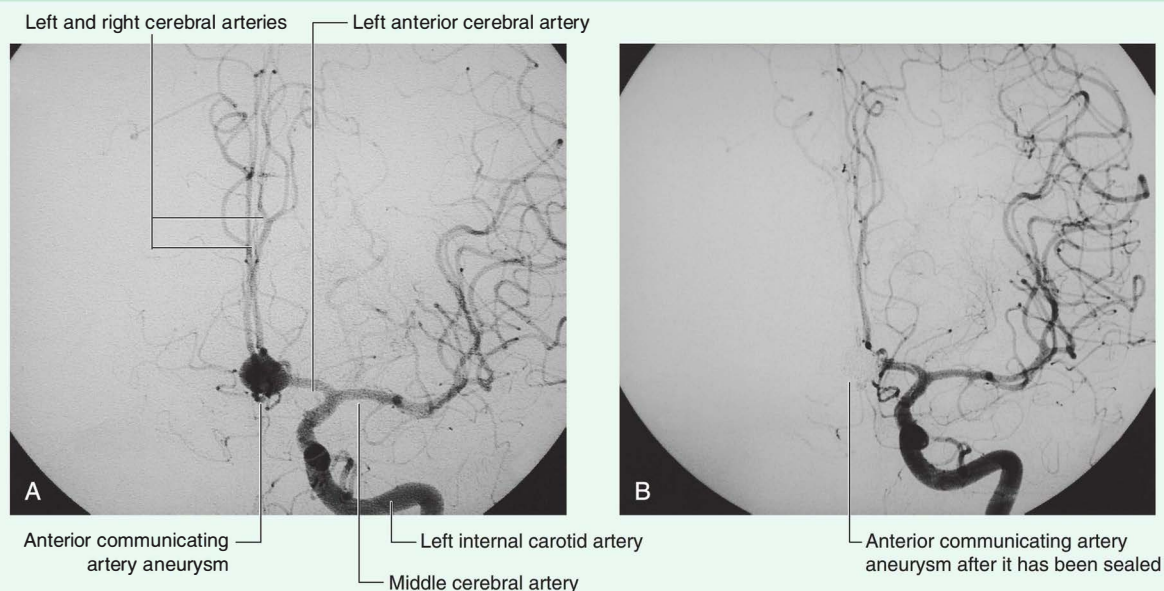 Left and right cerebral arteries
Left anterior cerebral artery
A
B
Anterior communicating
artery aneurysm
Left internal carotid artery
Middle cerebral artery
Anterior communicating artery
aneurysm after it has been sealed